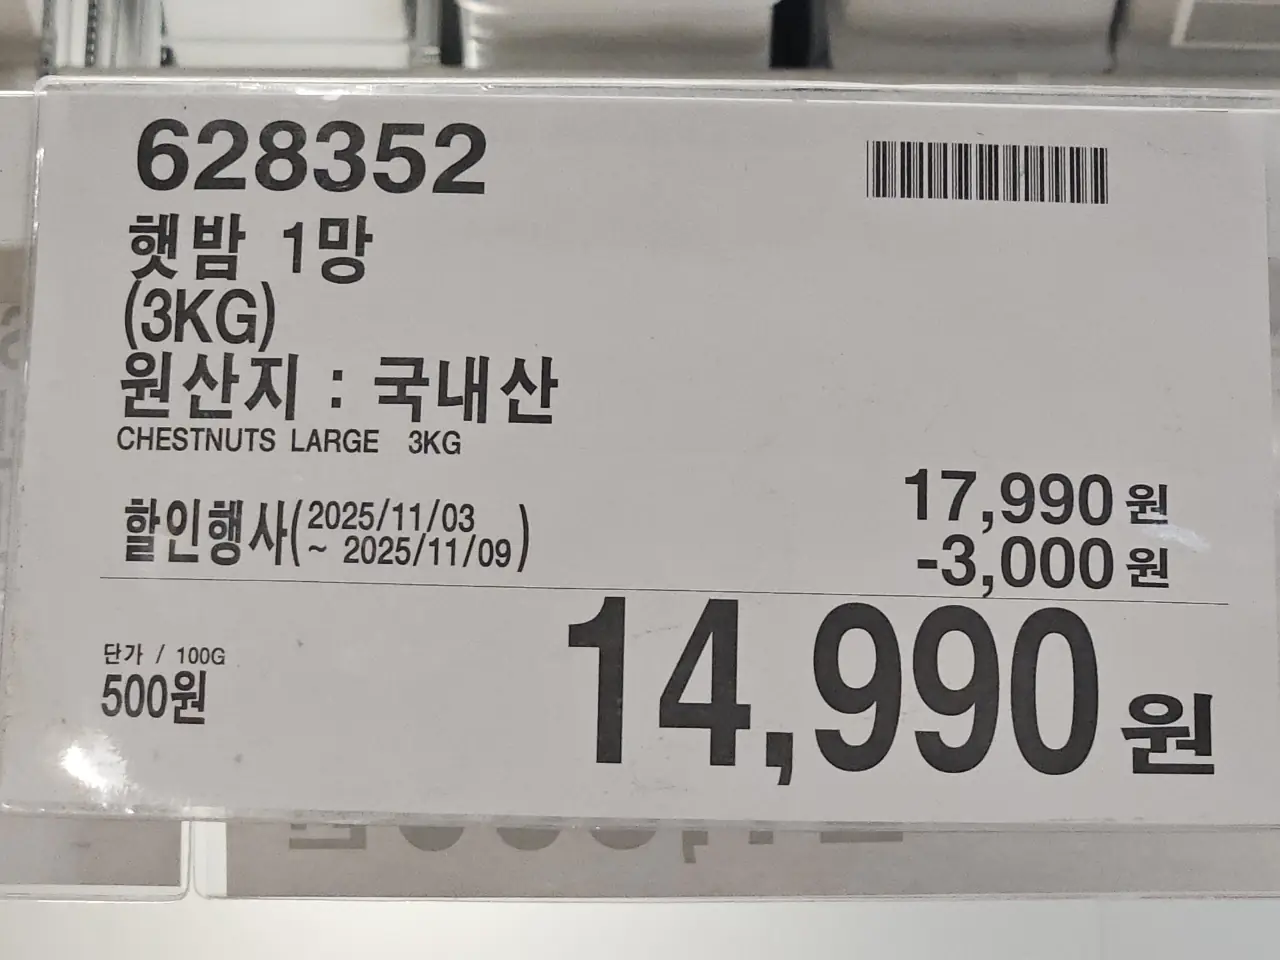 628352
햇밤 1망
(3KG)
원산지 : 국내산
CHESTNUTS LARGE 3KG
할인행사(2025/11/03
~ 2025/11/09)
17,990 원
-3,000 원
14,990 원
단가 / 100G
500원